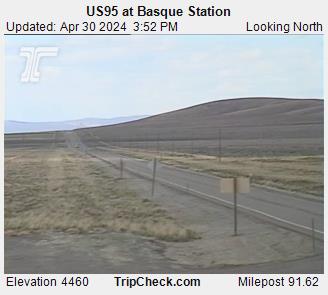 US95 at Basque Station
Updated: Apr 30 2024 3:52 PM Looking North
Elevation 4460 TripCheck.com Milepost 91.62